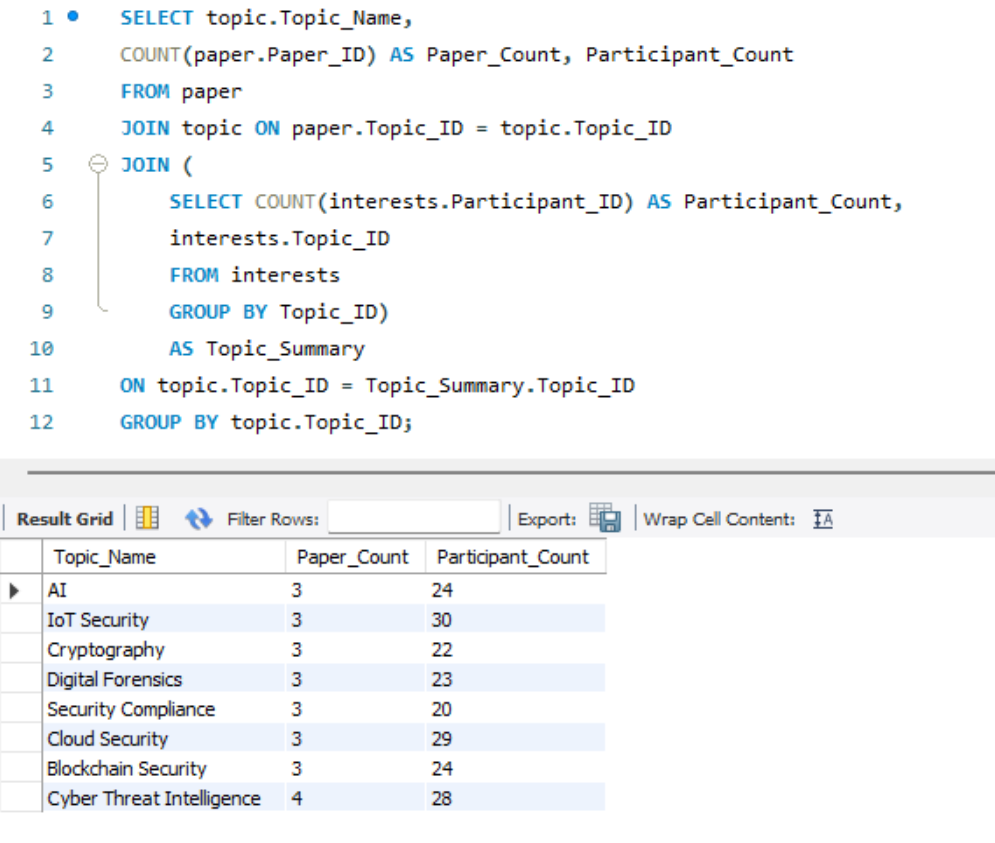 1 SELECT topic.Topic_Name,
2 COUNT(paper.Paper_ID) AS Paper_Count, Participant_Count
3 FROM paper
4 JOIN topic ON paper.Topic_ID = topic.Topic_ID
5 JOIN (
6 SELECT COUNT(interests.Participant_ID) AS Participant_Count,
7 interests.Topic_ID
8 FROM interests
9 GROUP BY Topic_ID)
10 AS Topic_Summary
11 ON topic.Topic_ID = Topic_Summary.Topic_ID
12 GROUP BY topic.Topic_ID;
Result Grid Filter Rows: Export: Wrap Cell Content: IA
Topic_Name Paper_Count Participant_Count
AI 3 24
IoT Security 3 30
Cryptography 3 22
Digital Forensics 3 23
Security Compliance 3 20
Cloud Security 3 29
Blockchain Security 3 24
Cyber Threat Intelligence 4 28